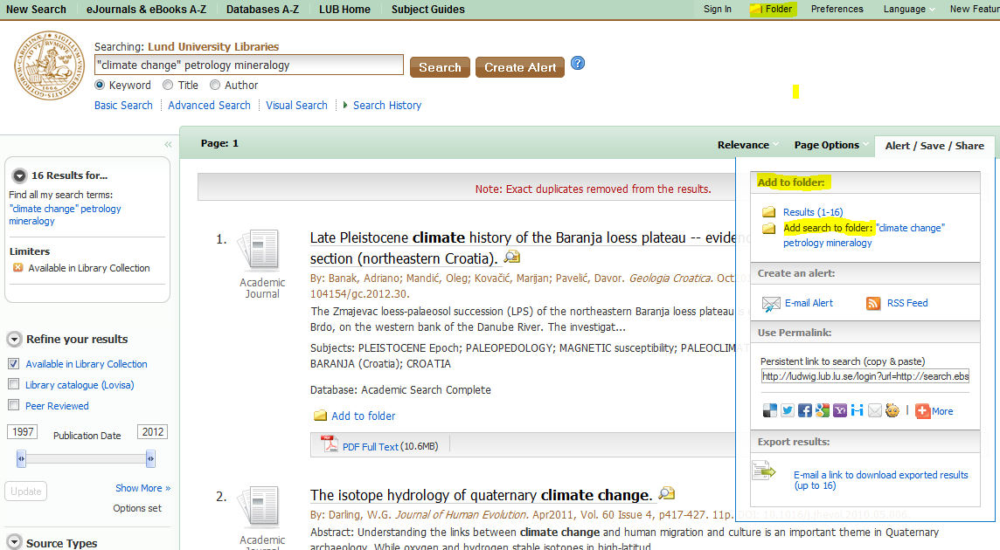 New Search eJournals & eBooks A-Z Databases A-Z LUB Home Subject Guides Sign In Folder Preferences Language New Featur
Searching: Lund University Libraries
"climate change" petrology mineralogy Search Create Alert ?
Keyword Title Author
Basic Search Advanced Search Visual Search Search History
«
16 Results for...
Find all my search terms:
"climate change" petrology
mineralogy
Limiters
Available in Library Collection
Refine your results
Available in Library Collection
Library catalogue (Lovisa)
Peer Reviewed
1997 Publication Date 2012
Update
Show More »
Options set
Source Types
Page: 1 Relevance Page Options Alert / Save / Share
Note: Exact duplicates removed from the results.
1.
Academic
Journal
Late Pleistocene climate history of the Baranja loess plateau -- evidenc
section (northeastern Croatia).
By: Banak, Adriano; Mandić, Oleg; Kovačić, Marijan; Pavelić, Davor. Geologia Croatica. Oct
104154/gc.2012.30.
The Zmajevac loess-palaeosol succession (LPS) of the northeastern Baranja loess plateau is
Brdo, on the western bank of the Danube River. The investigat...
Subjects: PLEISTOCENE Epoch; PALEOPEDOLOGY; MAGNETIC susceptibility; PALEOCLIMAT
BARANJA (Croatia); CROATIA
Database: Academic Search Complete
Add to folder
PDF Full Text (10.6MB)
2.
Academic
Journal
The isotope hydrology of quaternary climate change.
By: Darling, W.G. Journal of Human Evolution. Apr2011, Vol. 60 Issue 4, p417-427. 11p. DOI: 10.1016/j.jhevol.2010.05.006.
Abstract: Understanding the links between climate change and human migration and culture is an important theme in Quaternary
archaeology. While oxygen and hydrogen stable isotopes in high-latitud
Add to folder:
Results (1-16)
Add search to folder: "climate change"
petrology mineralogy
Create an alert:
E-mail Alert RSS Feed
Use Permalink:
Persistent link to search (copy & paste)
http://ludwig.lub.lu.se/login?url=http://search.ebs
More
Export results:
E-mail a link to download exported results
(up to 16)